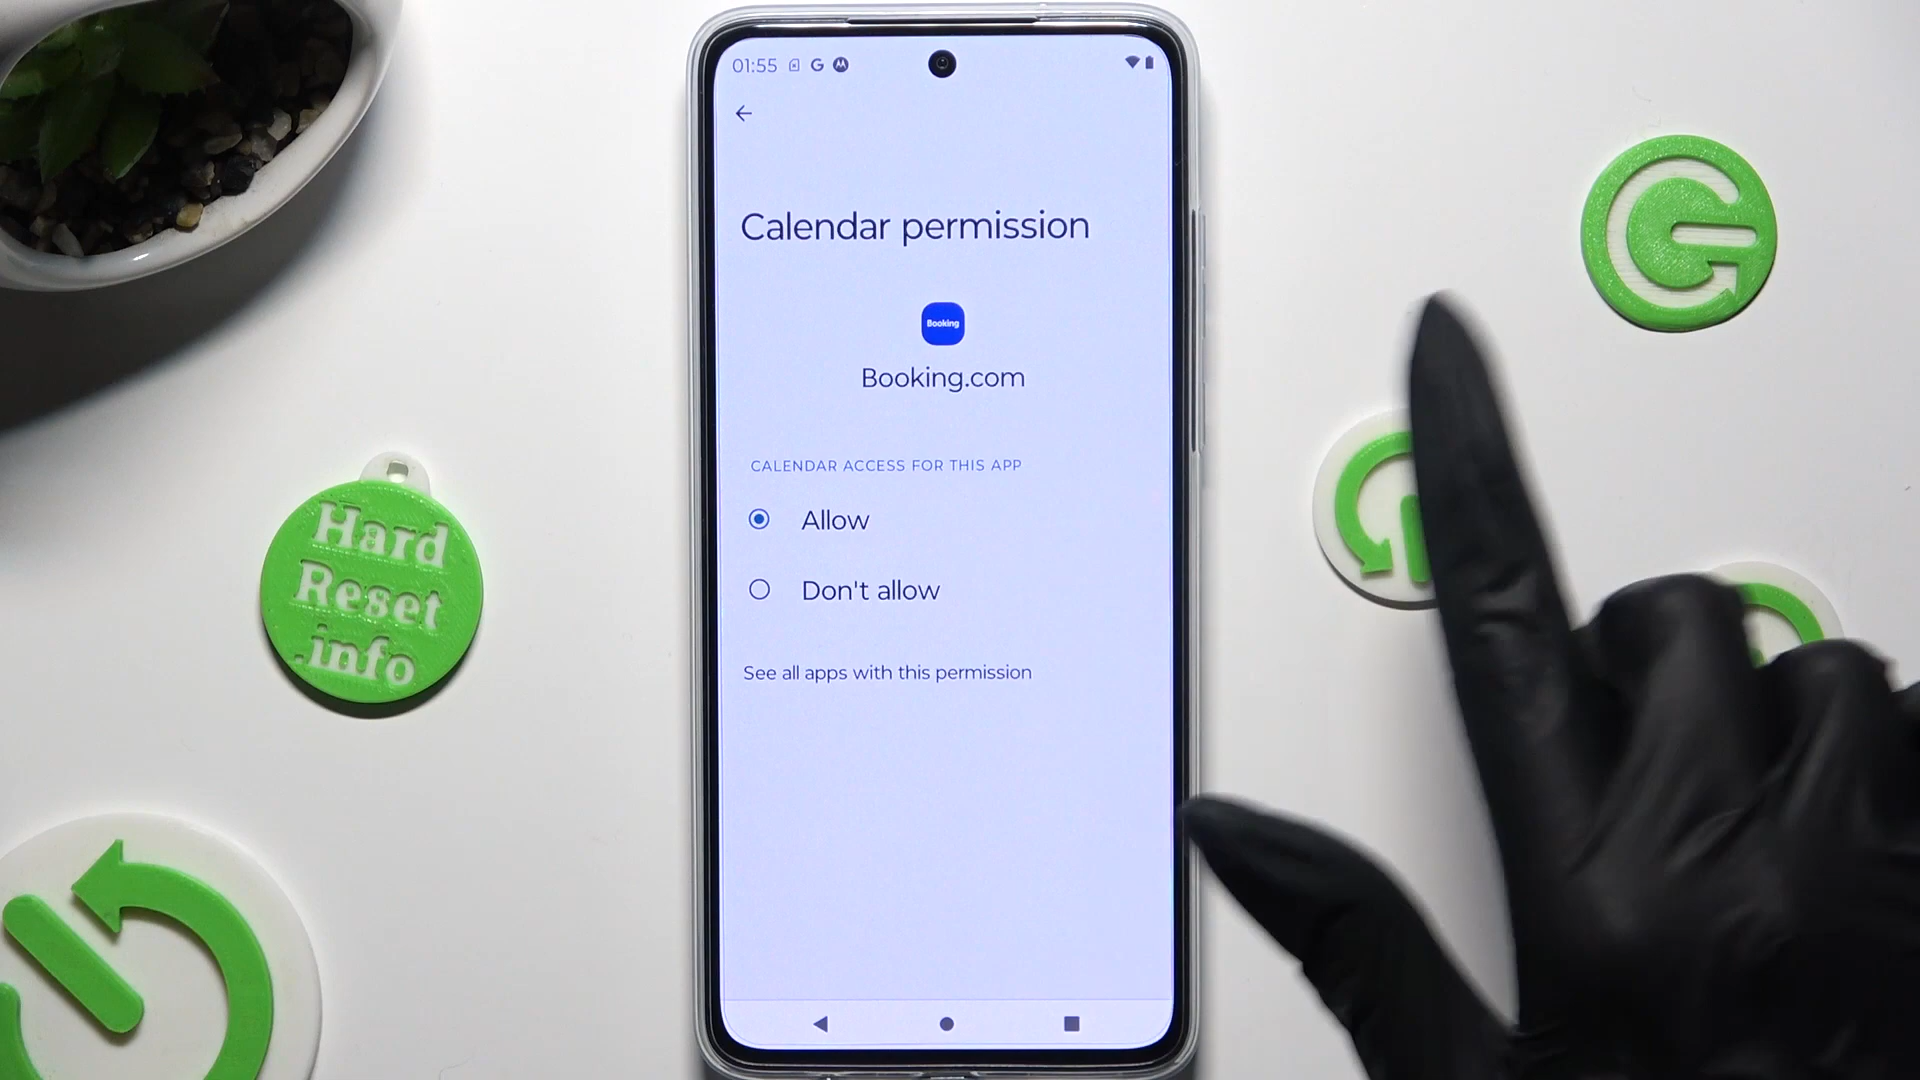 01:55
Calendar permission
Booking
Booking.com
CALENDAR ACCESS FOR THIS APP
Allow
Don't allow
See all apps with this permission
Hard
Reset
.info